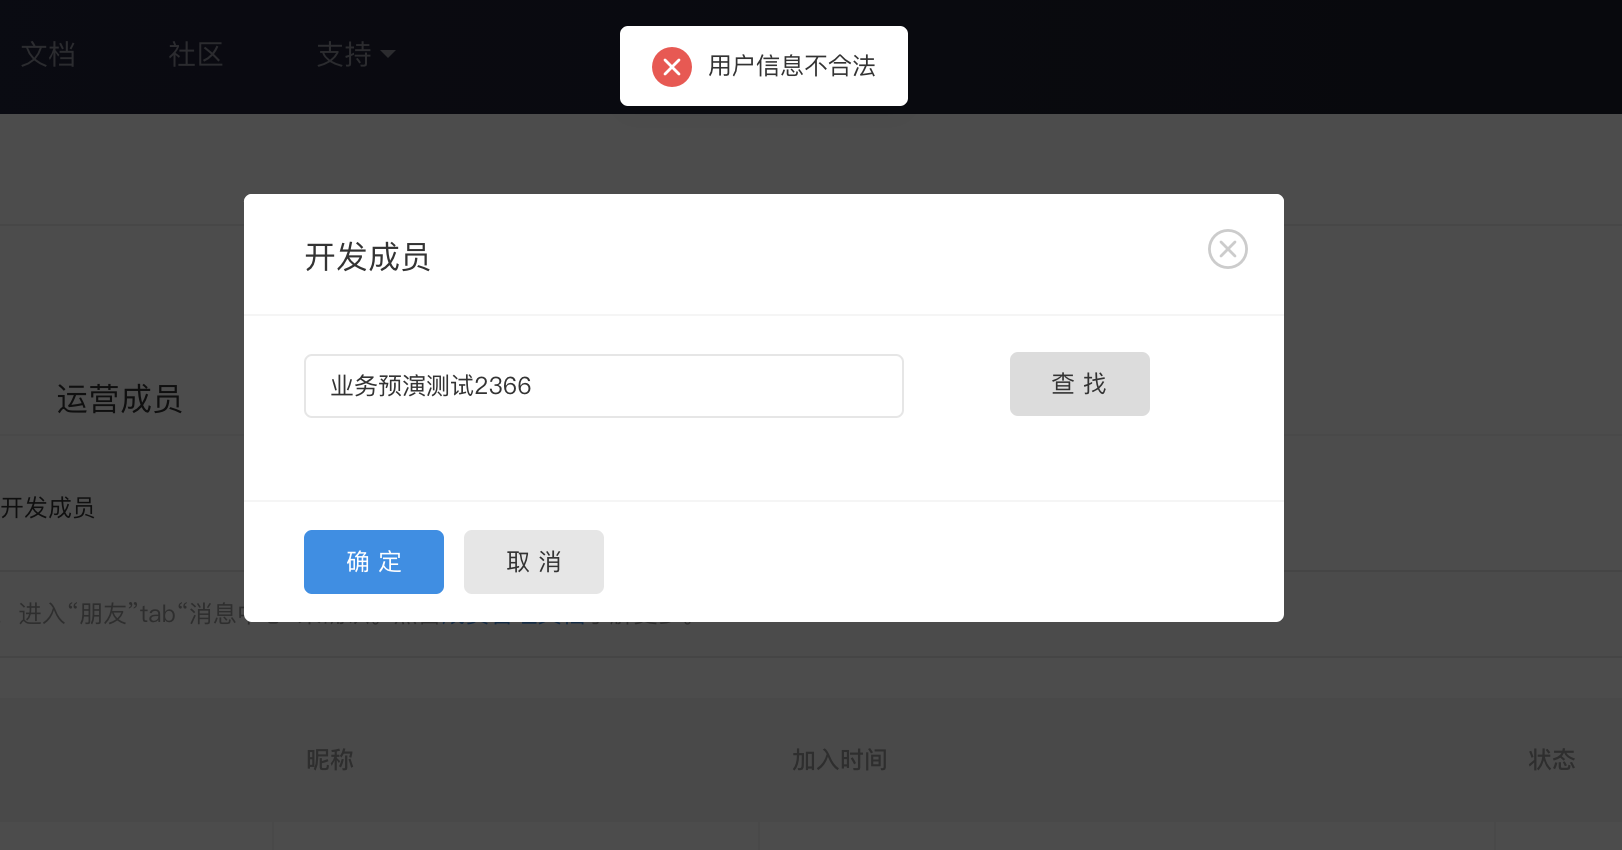 文档
社区
支持
用户信息不合法
开发成员
业务预演测试2366
查 找
运营成员
开发成员
确 定
取 消
进入“朋友”tab“消息
昵称
加入时间
状态